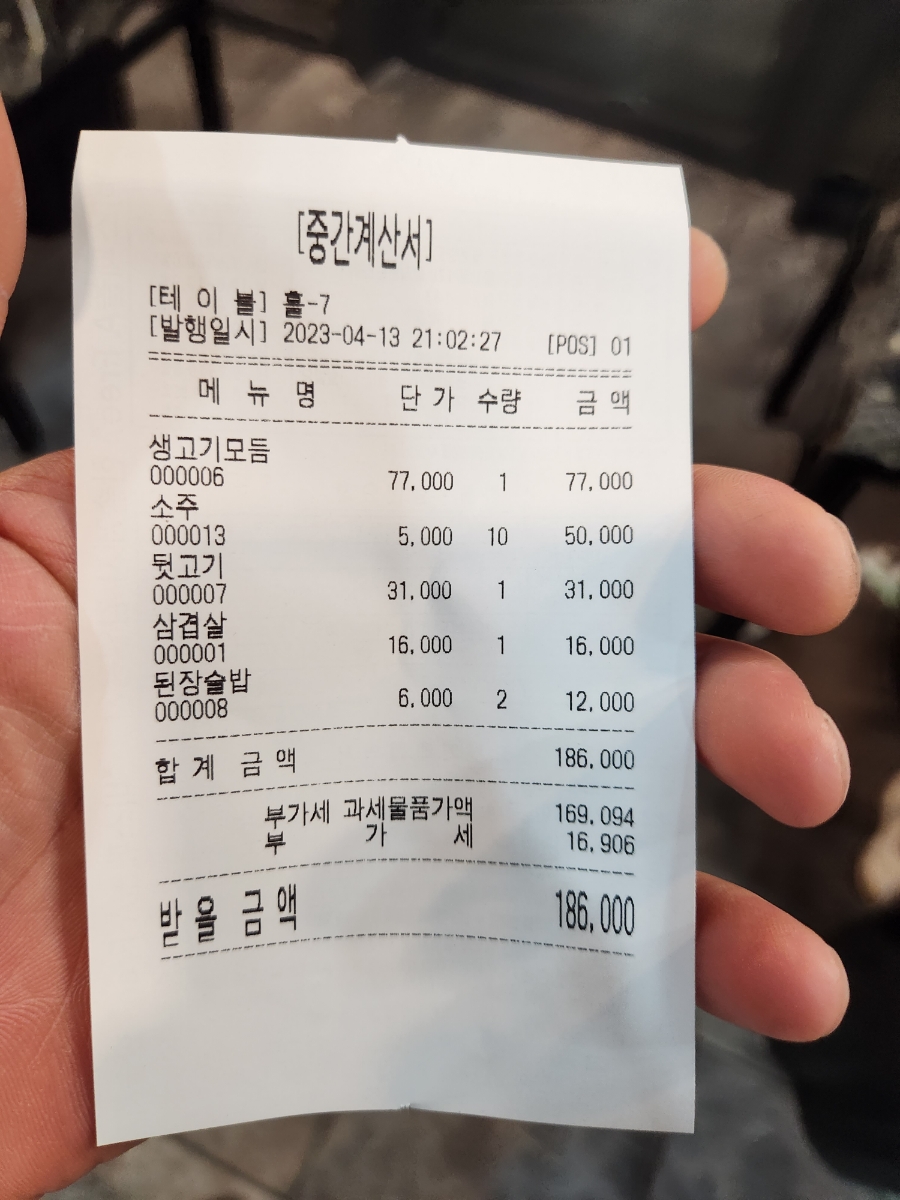 [중간계산서]
[테 이 블] 홀-7
[발행일시] 2023-04-13 21:02:27 [POS] 01
메 뉴 명 단 가 수량 금 액
생고기모듬
000006 77,000 1 77,000
소주
000013 5,000 10 50,000
뒷고기
000007 31,000 1 31,000
삼겹살
000001 16,000 1 16,000
된장술밥
000008 6,000 2 12,000
합 계 금 액 186,000
부가세 과세물품가액 169,094
부 가 세 16,906
받 을 금 액 186,000